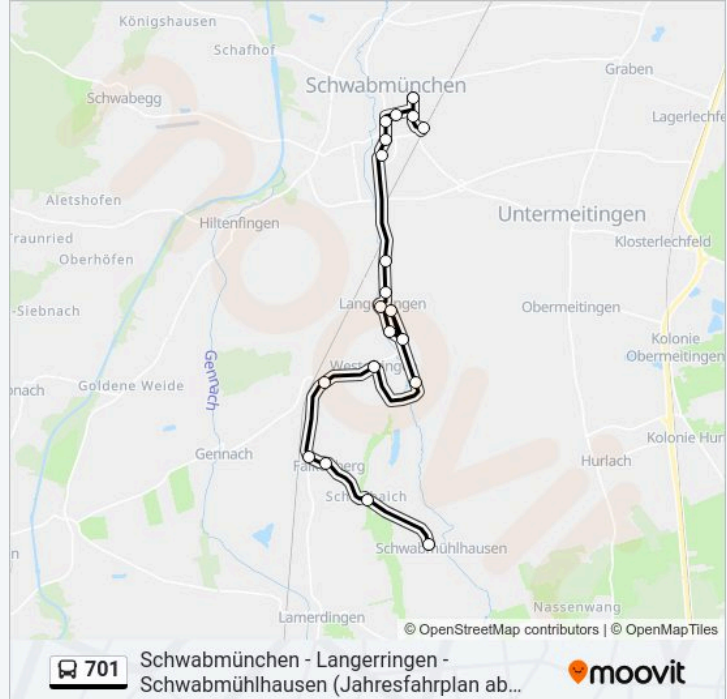 Königshausen
Schafhof
Schwabmünchen
Graben
Schwabegg
Lagerlechfe
Aletshofen
Untermeitingen
Hiltenfingen
raunried
Klosterlechfeld
Oberhöfen
-Siebnach
Obermeitingen
Kolonie
Obermeitingen
Gennach
nach
Goldene Weide
Kolonie Hur
Gennach
Hurlach
Schwabmühlhausen
Nassenwang
Lamerdingen
© OpenStreetMap contributors | © OpenMapTiles
701
Schwabmünchen - Langerringen -
Schwabmühlhausen (Jahresfahrplan ab...
moovit